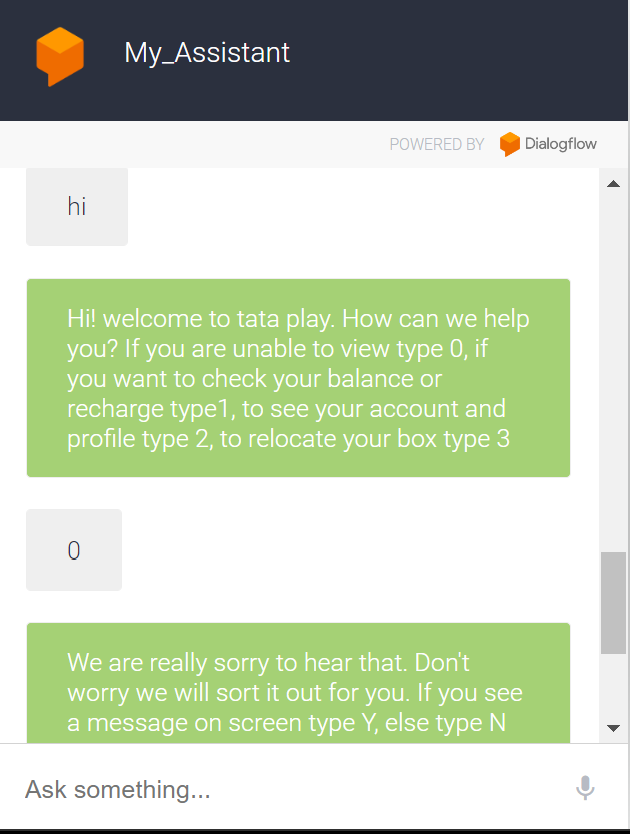 My_Assistant
POWERED BY Dialogflow
hi
Hi! welcome to tata play. How can we help
you? If you are unable to view type 0, if
you want to check your balance or
recharge type1, to see your account and
profile type 2, to relocate your box type 3
0
We are really sorry to hear that. Don't
worry we will sort it out for you. If you see
a message on screen type Y, else type N
Ask something...